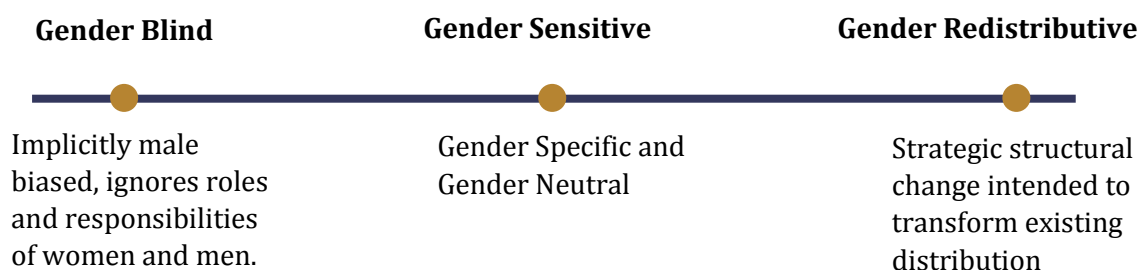 Gender Blind
Gender Sensitive
Gender Redistributive
Implicitly male
biased, ignores roles
and responsibilities
of women and men.
Gender Specific and
Gender Neutral
Strategic structural
change intended to
transform existing
distribution